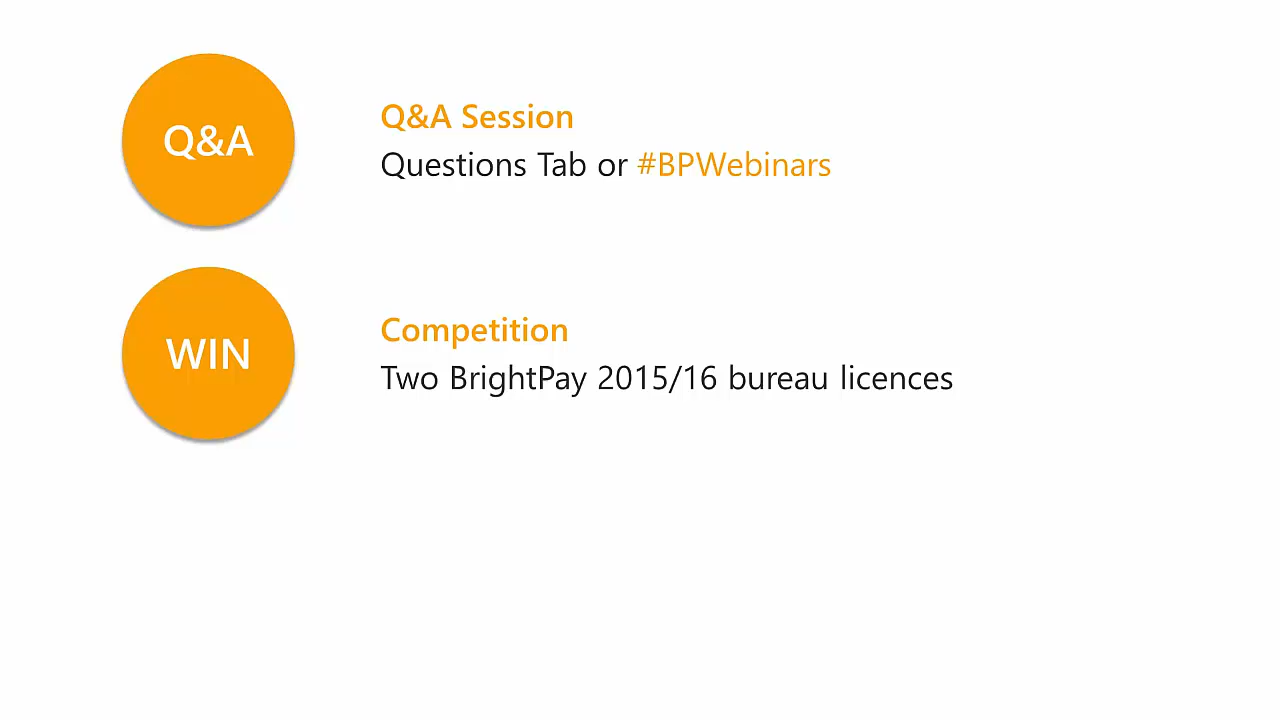 Q&A
Q&A Session
Questions Tab or #BPWebinars
WIN
Competition
Two BrightPay 2015/16 bureau licences